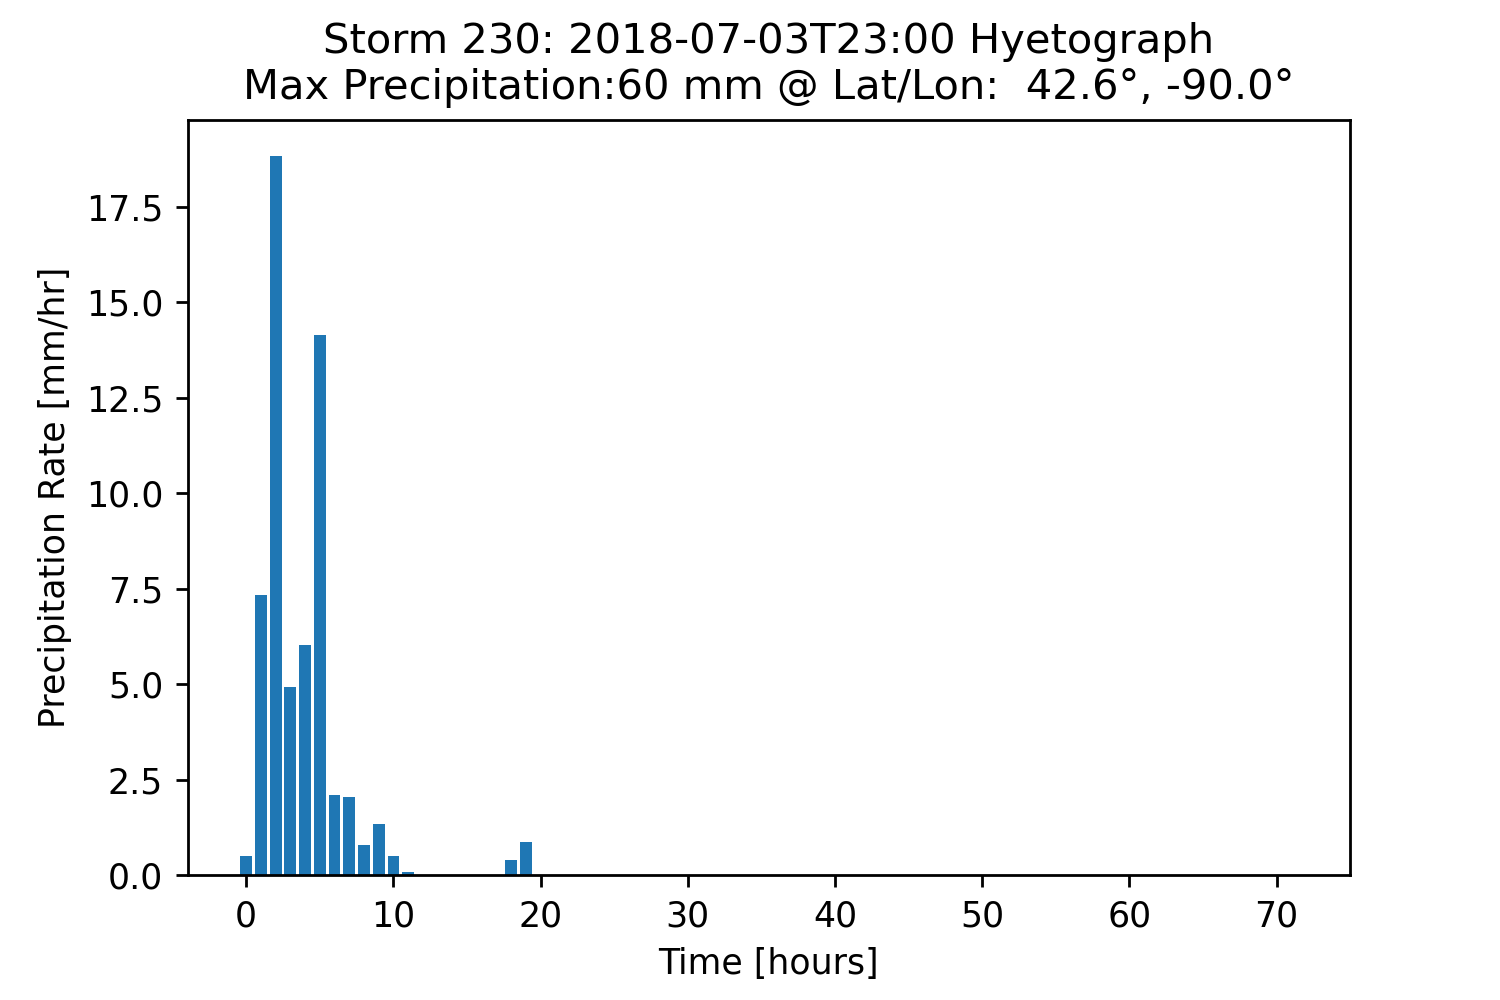 Storm 230: 2018-07-03T23:00 Hyetograph
Max Precipitation:60 mm @ Lat/Lon:  42.6°, -90.0°
Precipitation Rate [mm/hr]
17.5
15.0
12.5
10.0
7.5
5.0
2.5
0.0
0 10 20 30 40 50 60 70
Time [hours]